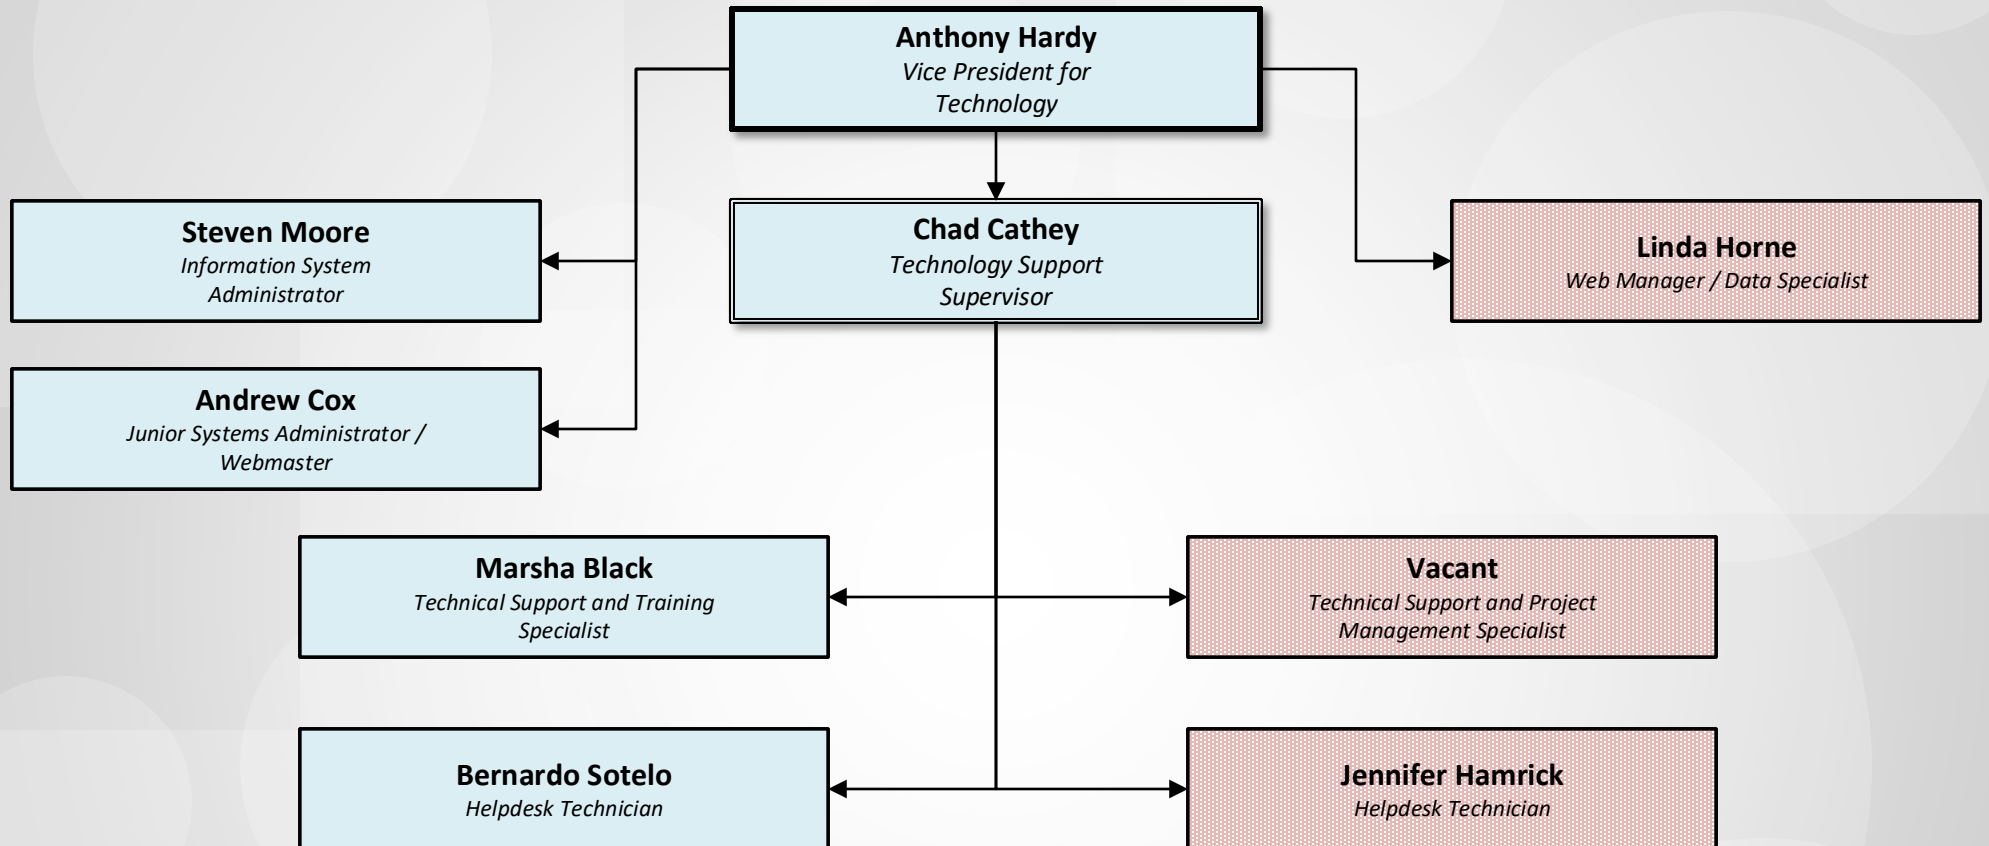 Anthony Hardy
Vice President for
Technology
Steven Moore
Information System
Administrator
Chad Cathey
Technology Support
Supervisor
Linda Horne
Web Manager / Data Specialist
Andrew Cox
Junior Systems Administrator /
Webmaster
Marsha Black
Technical Support and Training
Specialist
Vacant
Technical Support and Project
Management Specialist
Bernardo Sotelo
Helpdesk Technician
Jennifer Hamrick
Helpdesk Technician